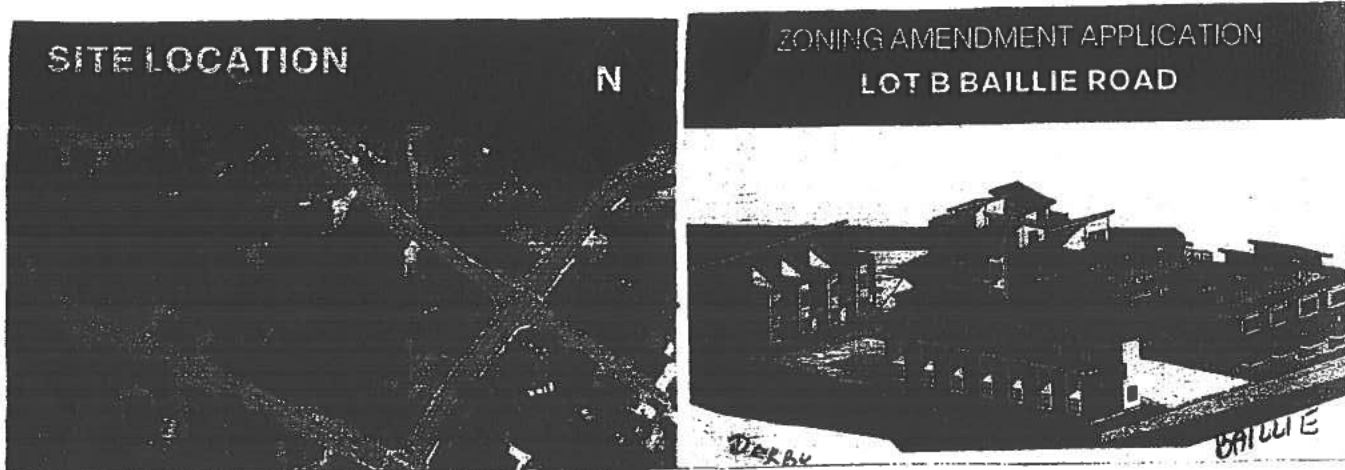 SITE LOCATION
N
ZONING AMENDMENT APPLICATION
LOT B BAILLIE ROAD
DERBY
BAILLIE